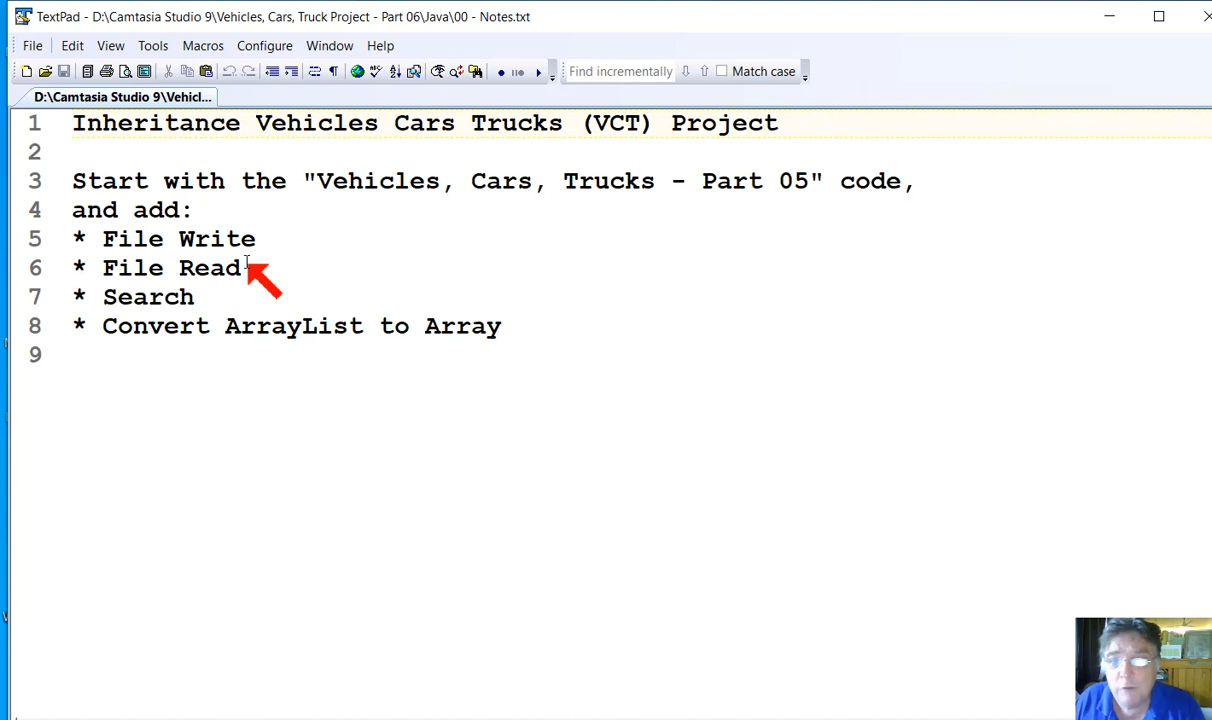 TextPad - D:\Camtasia Studio 9\Vehicles, Cars, Truck Project - Part 06\Java\00 - Notes.txt
File Edit View Tools Macros Configure Window Help
Find incrementally Match case
D:\Camtasia Studio 9\Vehicl...
1 Inheritance Vehicles Cars Trucks (VCT) Project
2
3 Start with the "Vehicles, Cars, Trucks - Part 05" code,
4 and add:
5 * File Write
6 * File Read
7 * Search
8 * Convert ArrayList to Array
9